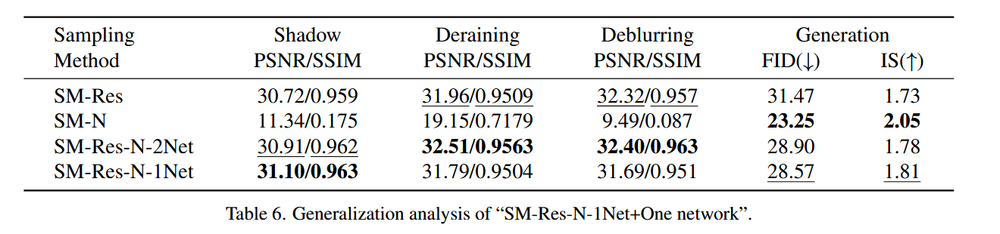 Sampling Shadow Deraining Deblurring Generation
Method PSNR/SSIM PSNR/SSIM PSNR/SSIM FID(↓) IS(↑)
SM-Res 30.72/0.959 31.96/0.9509 32.32/0.957 31.47 1.73
SM-N 11.34/0.175 19.15/0.7179 9.49/0.087 23.25 2.05
SM-Res-N-2Net 30.91/0.962 32.51/0.9563 32.40/0.963 28.90 1.78
SM-Res-N-1Net 31.10/0.963 31.79/0.9504 31.69/0.951 28.57 1.81
Table 6. Generalization analysis of “SM-Res-N-1Net+One network”.